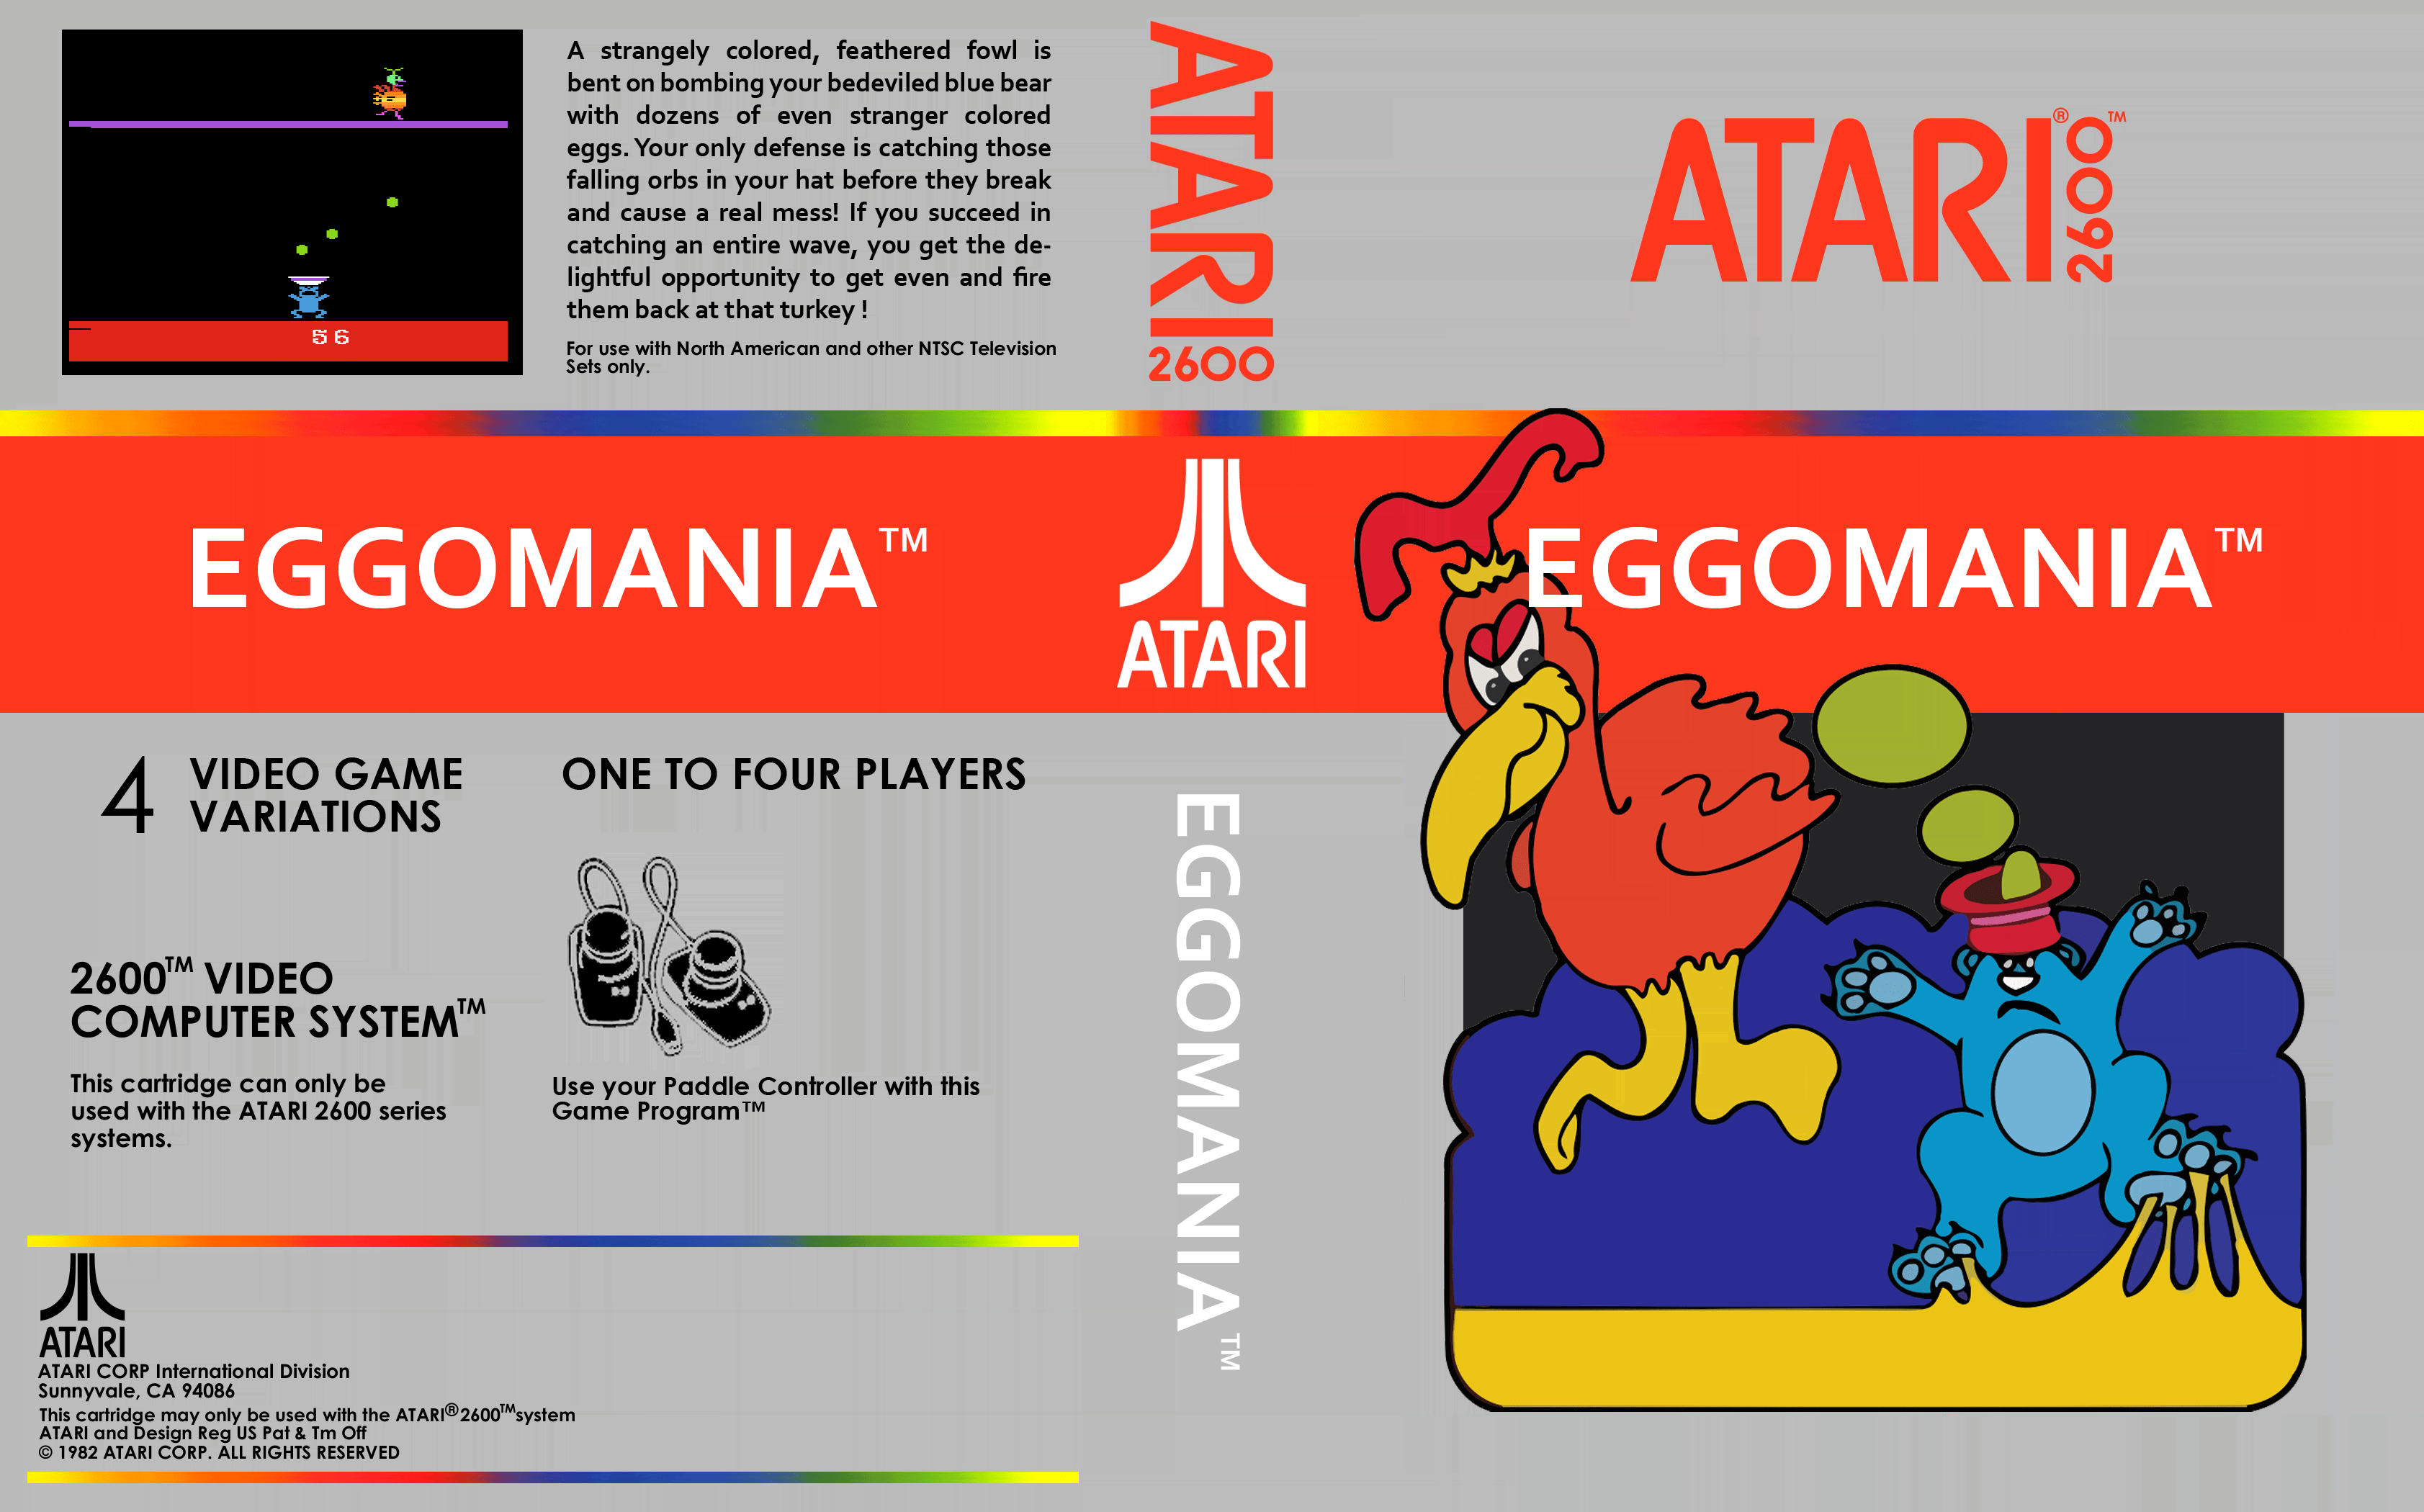 56
A strangely colored, feathered fowl is
bent on bombing your bedeviled blue bear
with dozens of even stranger colored
eggs. Your only defense is catching those
falling orbs in your hat before they break
and cause a real mess! If you succeed in
catching an entire wave, you get the de-
lightful opportunity to get even and fire
them back at that turkey !
For use with North American and other NTSC Television
Sets only.
EGGOMANIA™
4 VIDEO GAME
VARIATIONS
ONE TO FOUR PLAYERS
2600™ VIDEO
COMPUTER SYSTEM™
This cartridge can only be
used with the ATARI 2600 series
systems.
Use your Paddle Controller with this
Game Program™
ATARI
ATARI CORP International Division
Sunnyvale, CA 94086
This cartridge may only be used with the ATARI®2600™system
ATARI and Design Reg US Pat & Tm Off
© 1982 ATARI CORP. ALL RIGHTS RESERVED
ATARI
2600
ATARI
EGGOMANIA™
ATARI® 2600™
EGGOMANIA™